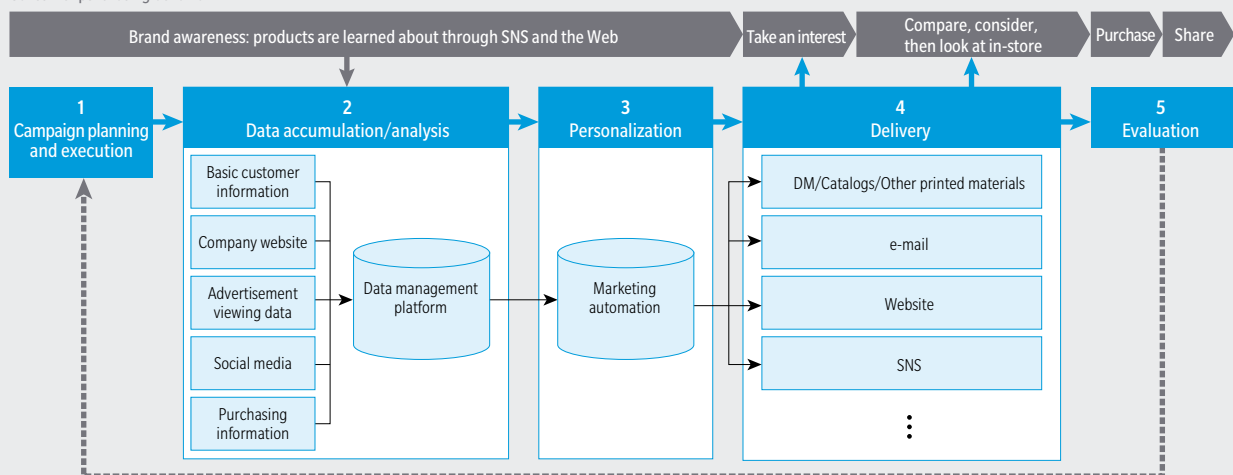 Brand awareness: products are learned about through SNS and the Web
Take an interest
Compare, consider,
then look at in-store
Purchase
Share
1
Campaign planning
and execution
2
Data accumulation/analysis
3
Personalization
4
Delivery
5
Evaluation
Basic customer
information
Company website
Advertisement
viewing data
Social media
Purchasing
information
Data management
platform
Marketing
automation
DM/Catalogs/Other printed materials
e-mail
Website
SNS